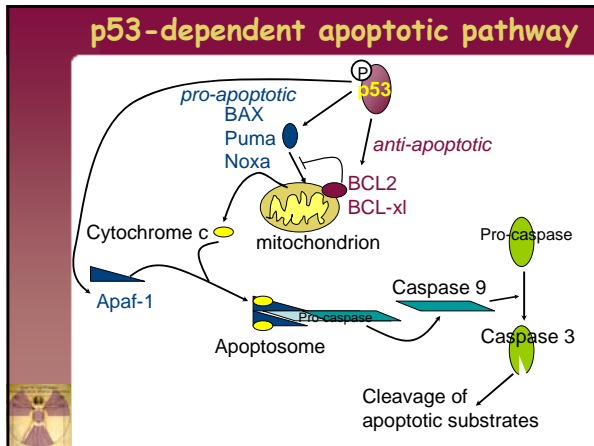 p53-dependent apoptotic pathway
P
p53
pro-apoptotic
BAX
Puma
Noxa
anti-apoptotic
BCL2
BCL-xl
mitochondrion
Cytochrome c
Pro-caspase
Apaf-1
Pro-caspase
Apoptosome
Caspase 9
Caspase 3
Cleavage of
apoptotic substrates